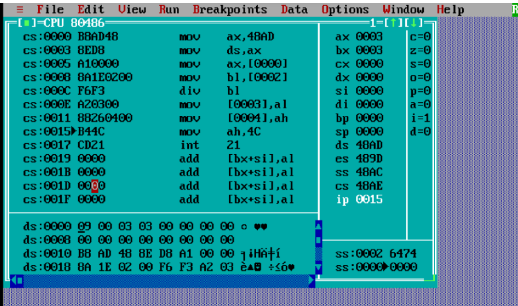 ≡ File Edit View Run Breakpoints Data Options Window Help R
[■]=CPU 80486 1=[↑][↓]
cs:0000 B8AD48 mov ax,48AD ax 0003 c=0
cs:0003 8ED8 mov ds,ax bx 0003 z=0
cs:0005 A10000 mov ax,[0000] cx 0000 s=0
cs:0008 8A1E0200 mov bl,[0002] dx 0000 o=0
cs:000C F6F3 div bl si 0000 p=0
cs:000E A20300 mov [0003],al di 0000 a=0
cs:0011 88260400 mov [0004],ah bp 0000 i=1
cs:0015►B44C mov ah,4C sp 0000 d=0
cs:0017 CD21 int 21 ds 48AD
cs:0019 0000 add [bx+si],al es 489D
cs:001B 0000 add [bx+si],al ss 48AC
cs:001D 0000 add [bx+si],al cs 48AE
cs:001F 0000 add [bx+si],al ip 0015
ds:0000 09 00 03 03 00 00 00 00 ○ ♥♥
ds:0008 00 00 00 00 00 00 00 00
ds:0010 B8 AD 48 8E D8 A1 00 00 ╕¡HÄ╪í ss:0002 6474
ds:0018 8A 1E 02 00 F6 F3 A2 03 è▲☻ ÷≤ó♥ ss:0000►0000